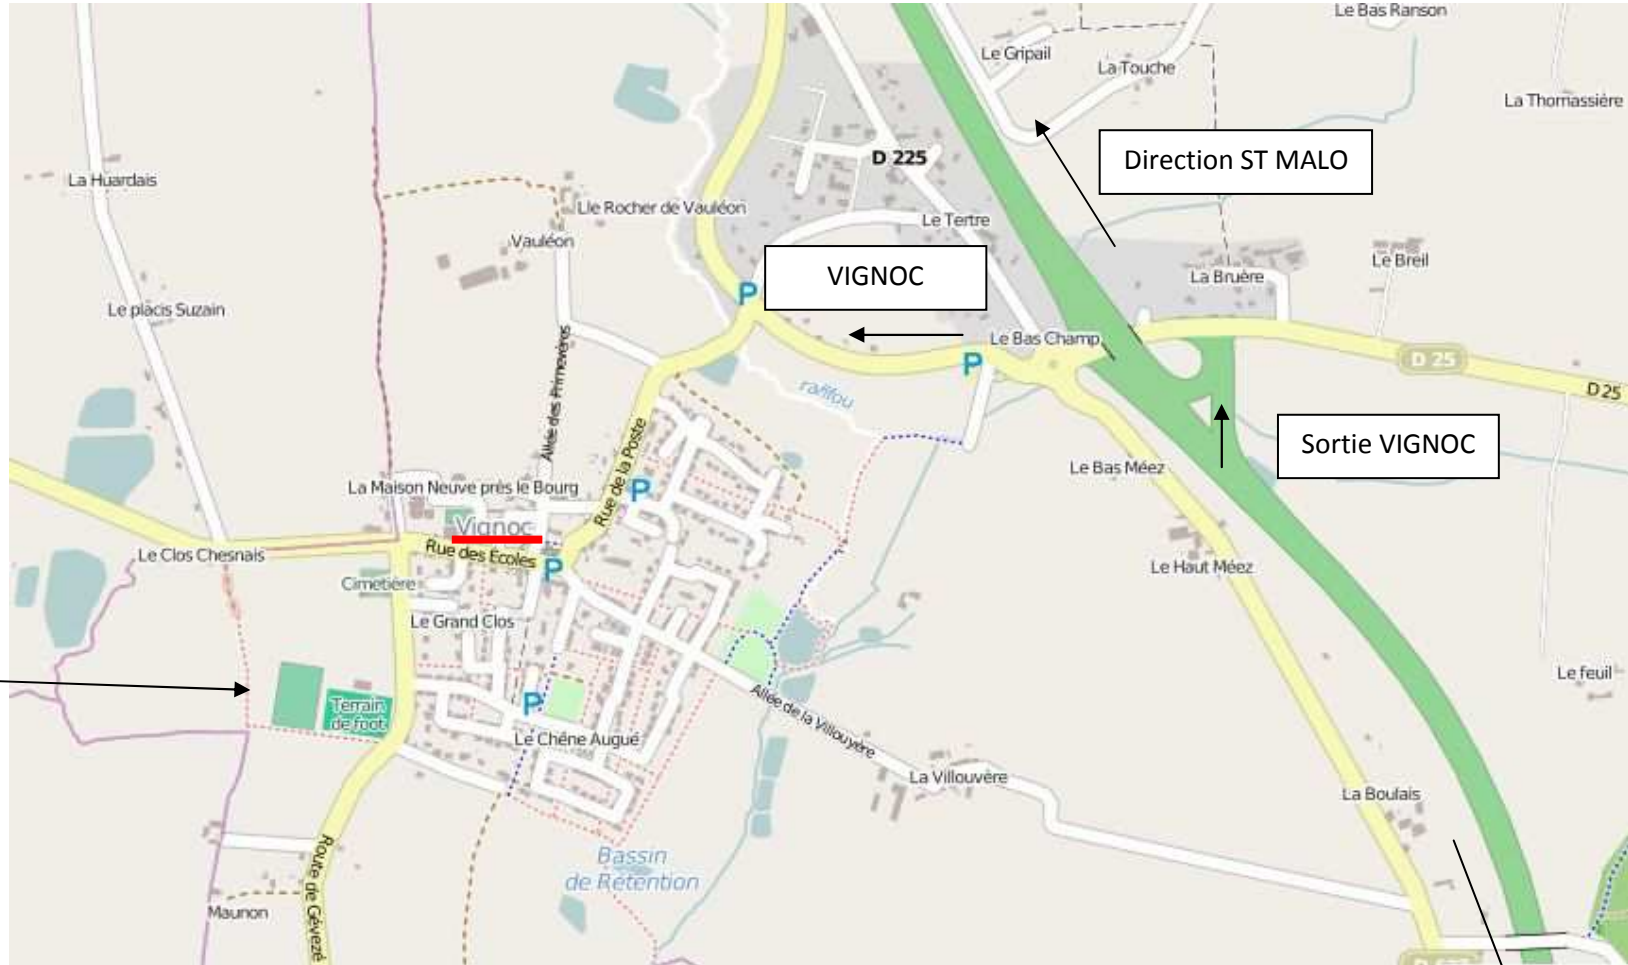 Le Bas Ranson
Le Gripail
La Touche
La Thomassière
Direction ST MALO
D 225
La Huardais
Lle Rocher de Vauléon
Le Tertre
Vauléon
VIGNOC
Le Breil
La Bruère
Le placis Suzain
P
Le Bas Champ
P
D 25
D 25
Allée des Primevères
Sortie VIGNOC
Rue de la Poste
Le Bas Méez
La Maison Neuve près le Bourg
P
Vignoc
Rue des Écoles
Le Clos Chesnais
P
Le Haut Méez
Cimetière
Le Grand Clos
Le feuil
Terrain
de foot
P
Allée de la Villouyère
Le Chêne Augué
La Villouyère
La Boulais
Bassin
de Rétention
Route de Gévezé
Maunon